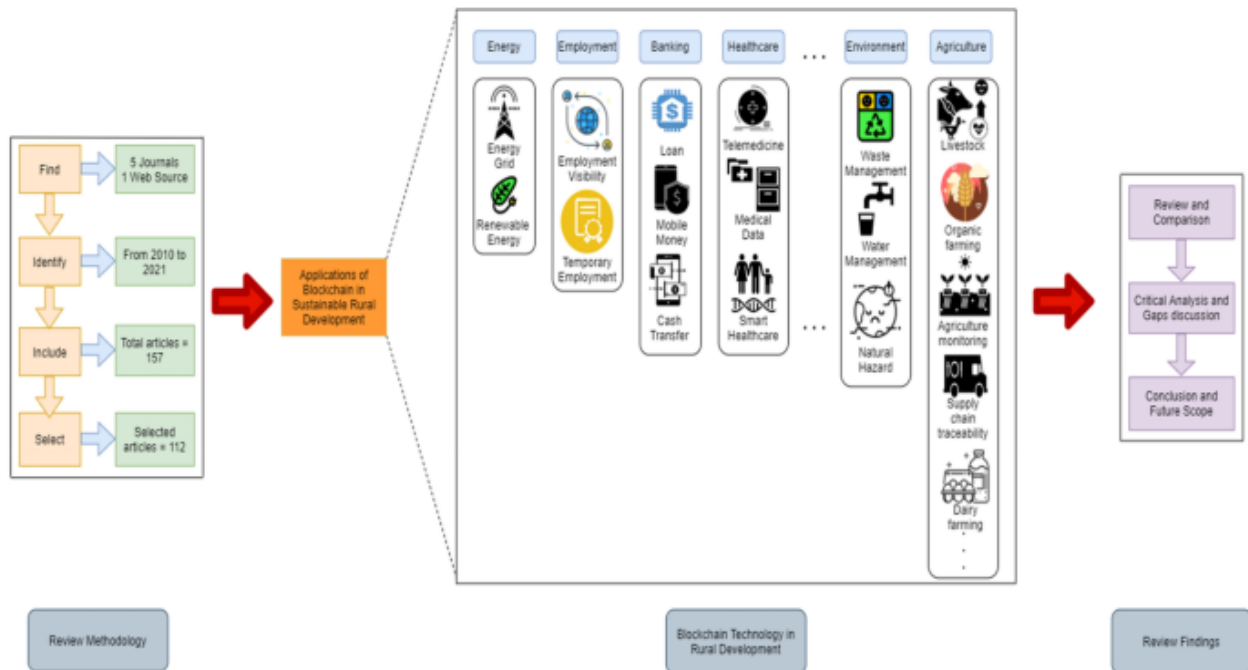 Find
5 Journals
1 Web Source
Identify
From 2010 to
2021
Include
Total articles =
157
Select
Selected
articles = 112
Applications of
Blockchain in
Sustainable Rural
Development
Energy
Energy
Grid
Renewable
Energy
Employment
Employment
Visibility
Temporary
Employment
Banking
Loan
Mobile
Money
Cash
Transfer
Healthcare
Telemedicine
Medical
Data
Smart
Healthcare
...
...
Environment
Waste
Management
Water
Management
Natural
Hazard
Agriculture
Livestock
Organic
farming
Agriculture
monitoring
Supply
chain
traceability
Dairy
farming
.
.
.
Review and
Comparison
Critical Analysis and
Gaps discussion
Conclusion and
Future Scope
Review Methodology
Blockchain Technology in
Rural Development
Review Findings